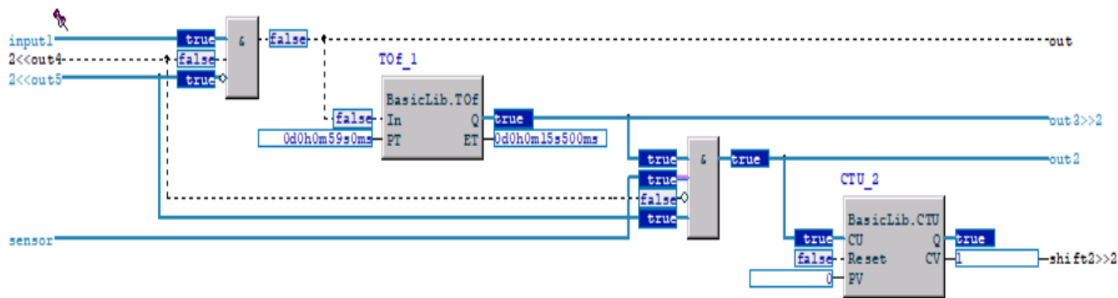 input1 true & false out
2<<out4 false
2<<out5 true
TOf_1
BasicLib.TOf
false In Q true out3>>2
0d0h0m59s0ms PT ET 0d0h0m15s500ms
true & true out2
true
false
true
CTU_2
BasicLib.CTU
sensor
true CU Q true
false Reset CV 1 shift2>>2
0 PV